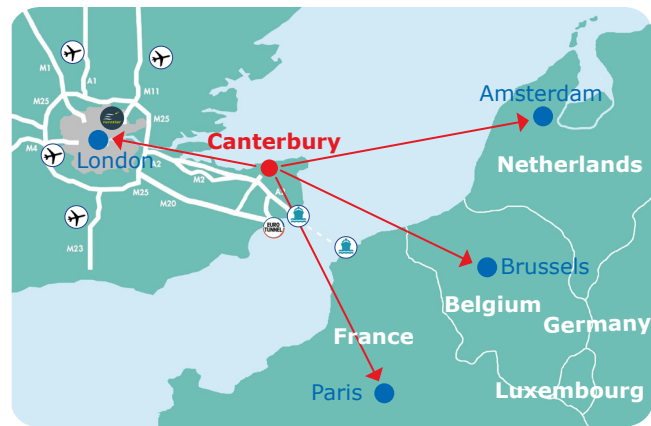 M1
A1
M11
M25
M25
M4
London
A2
M2
M25
M20
M23
Canterbury
EURO
TUNNEL
Amsterdam
Netherlands
Brussels
Belgium
Germany
France
Luxembourg
Paris